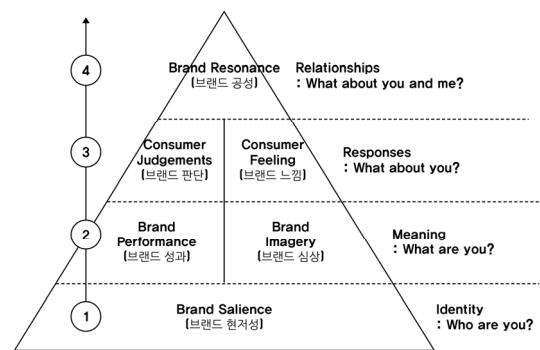 4
Brand Resonance
(브랜드 공성)
Relationships
: What about you and me?
3
Consumer
Judgements
(브랜드 판단)
Consumer
Feeling
(브랜드 느낌)
Responses
: What about you?
2
Brand
Performance
(브랜드 성과)
Brand
Imagery
(브랜드 심상)
Meaning
: What are you?
1
Brand Salience
(브랜드 현저성)
Identity
: Who are you?